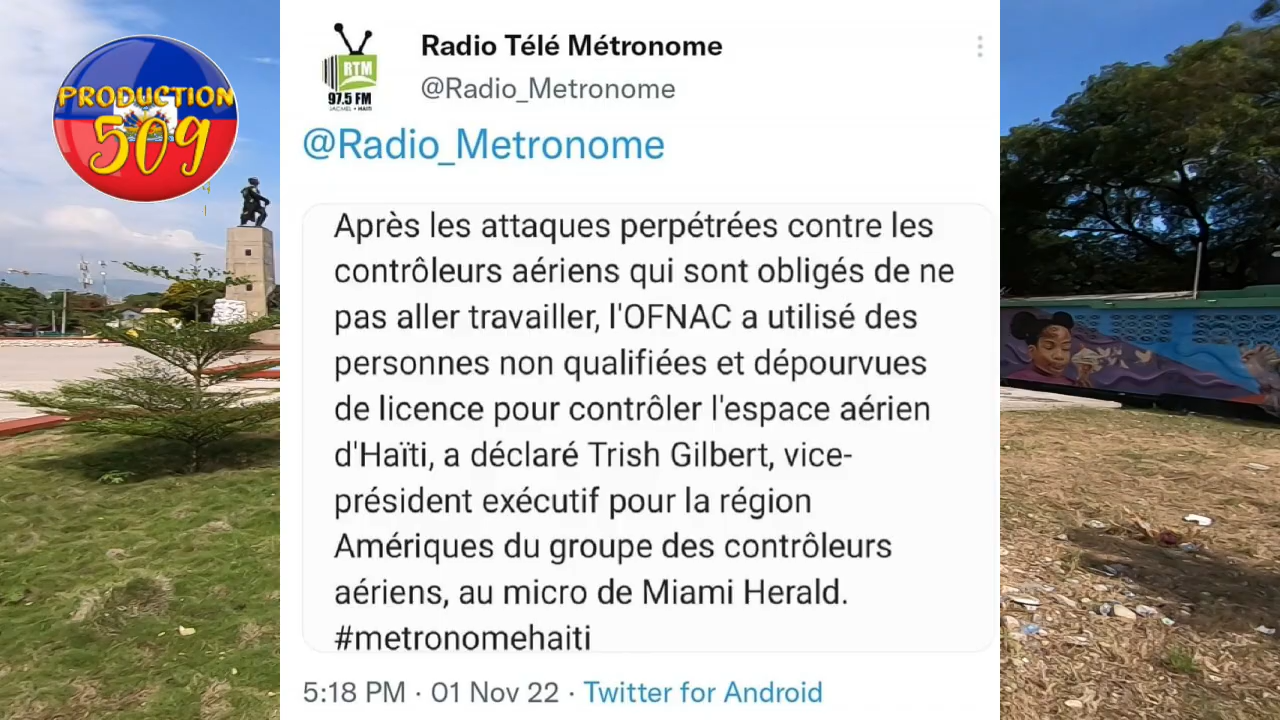 PRODUCTION
509
RTM
97.5 FM
JACMEL • HAITI
Radio Télé Métronome
@Radio_Metronome
@Radio_Metronome
Après les attaques perpétrées contre les
contrôleurs aériens qui sont obligés de ne
pas aller travailler, l'OFNAC a utilisé des
personnes non qualifiées et dépourvues
de licence pour contrôler l'espace aérien
d'Haïti, a déclaré Trish Gilbert, vice-
président exécutif pour la région
Amériques du groupe des contrôleurs
aériens, au micro de Miami Herald.
#metronomehaiti
5:18 PM · 01 Nov 22 · Twitter for Android